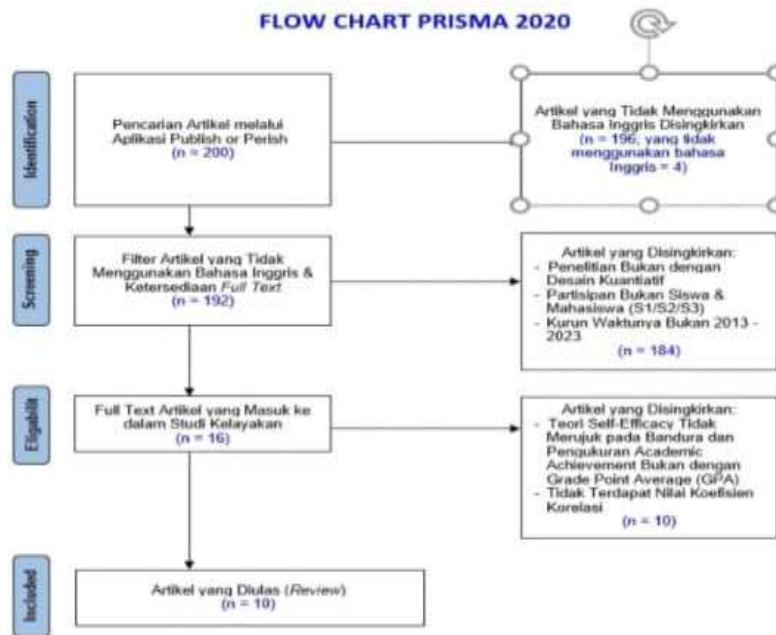 FLOW CHART PRISMA 2020
Identification
Pencarian Artikel melalui
Aplikasi Publish or Perish
(n = 200)
Artikel yang Tidak Menggunakan
Bahasa Inggris Disingkirkan
(n = 196, yang tidak
menggunakan bahasa
Inggris = 4)
Screening
Filter Artikel yang Tidak
Menggunakan Bahasa Inggris &
Ketersediaan Full Text
(n = 192)
Artikel yang Disingkirkan:
- Penelitian Bukan dengan
Desain Kuantiatif
- Partisipan Bukan Siswa &
Mahasiswa (S1/S2/S3)
- Kurun Waktunya Bukan 2013 -
2023
(n = 184)
Eligabilit
Full Text Artikel yang Masuk ke
dalam Studi Kelayakan
(n = 16)
Artikel yang Disingkirkan:
- Teori Self-Efficacy Tidak
Merujuk pada Bandura dan
Pengukuran Academic
Achievement Bukan dengan
Grade Point Average (GPA)
- Tidak Terdapat Nilai Koefisien
Korelasi
(n = 10)
Included
Artikel yang Diulas (Review)
(n = 10)